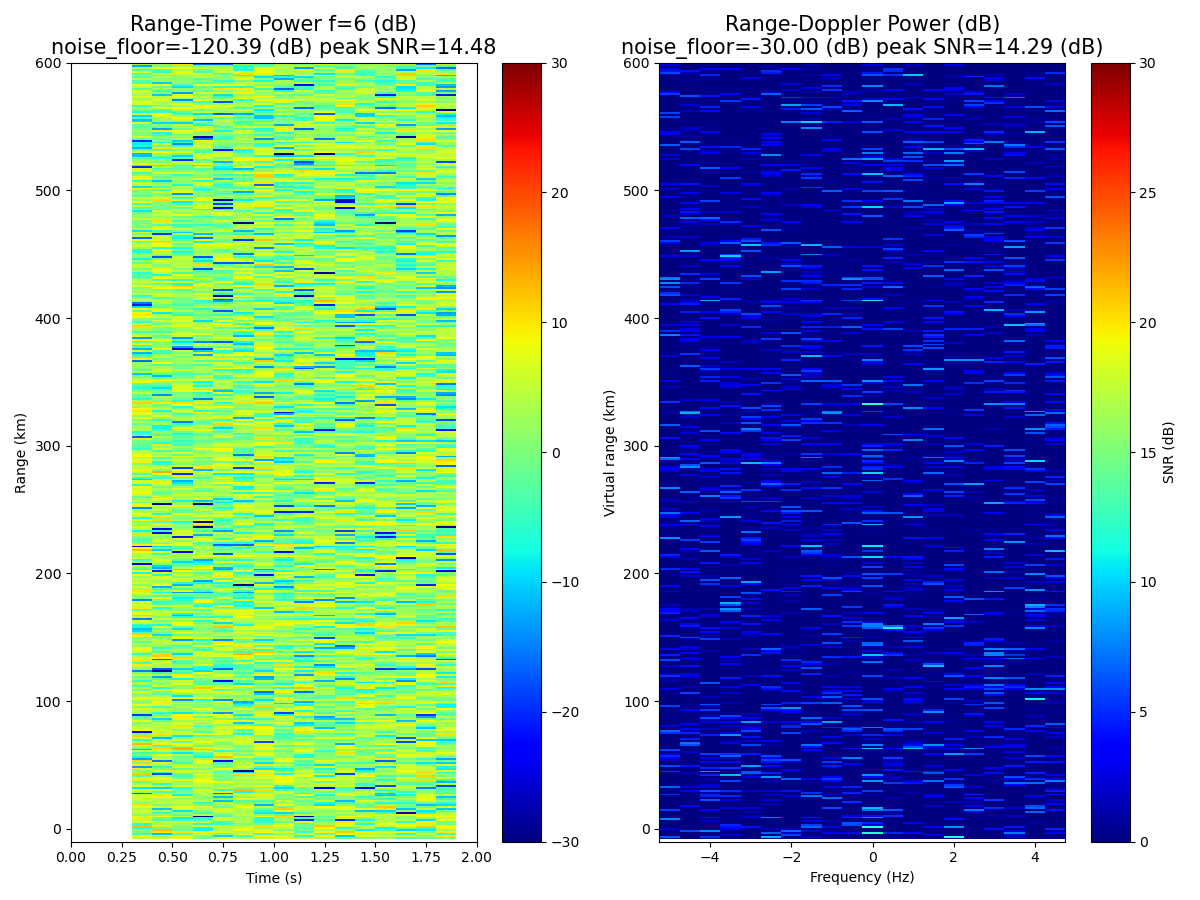 Range-Time Power f=6 (dB)
noise_floor=-120.39 (dB) peak SNR=14.48
Range-Doppler Power (dB)
noise_floor=-30.00 (dB) peak SNR=14.29 (dB)
600
500
400
300
200
100
0
Range (km)
0.00 0.25 0.50 0.75 1.00 1.25 1.50 1.75 2.00
Time (s)
30
20
10
0
−10
−20
−30
600
500
400
300
200
100
0
Virtual range (km)
−4 −2 0 2 4
Frequency (Hz)
30
25
20
15
10
5
0
SNR (dB)